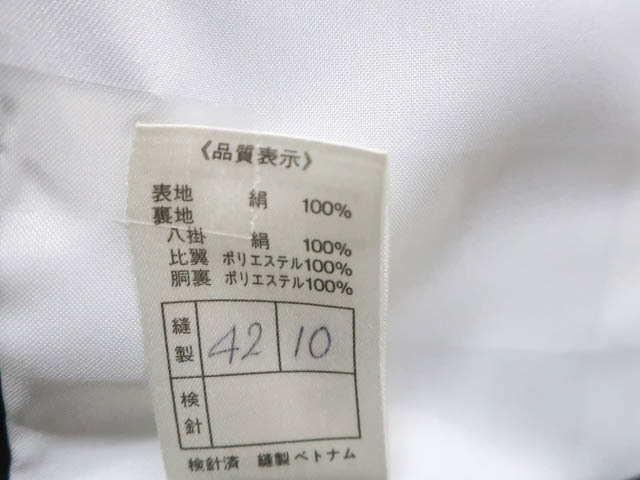 《品質表示》
表地 絹 100%
裏地
八掛 絹 100%
比翼 ポリエステル100%
胴裏 ポリエステル100%
縫製 42 10
検針
検針済 縫製ベトナム